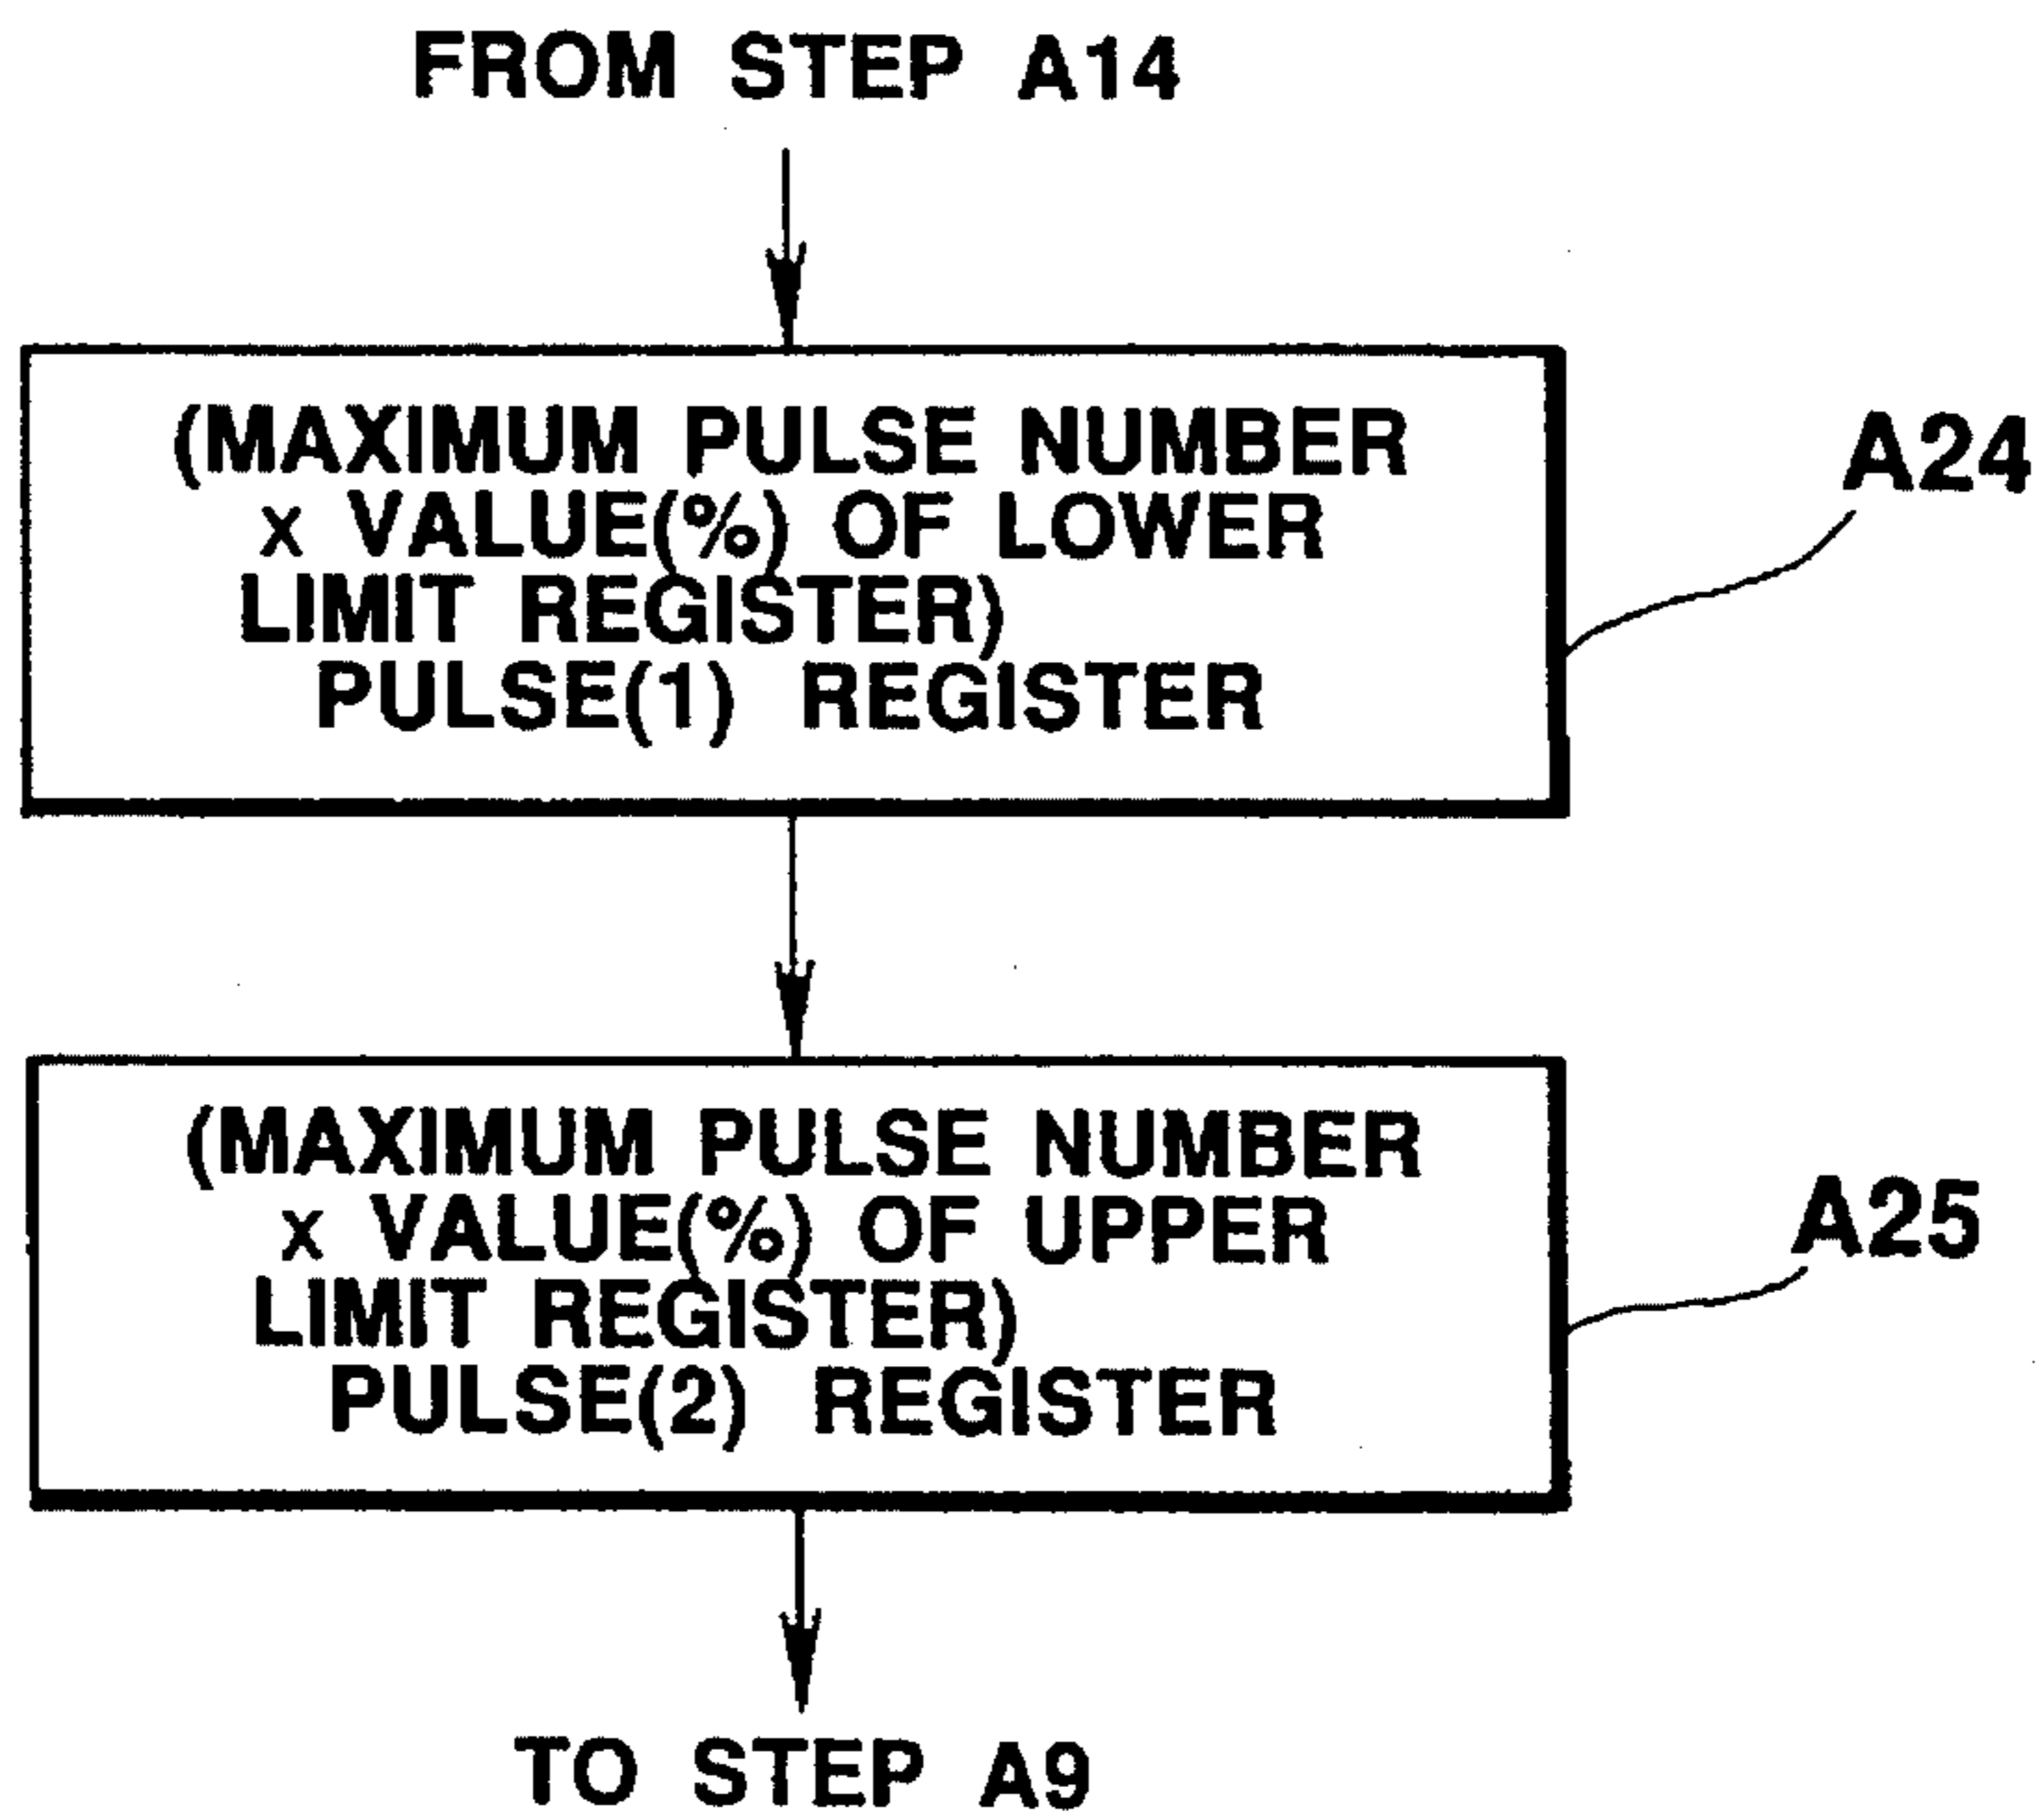 FROM STEP A14
(MAXIMUM PULSE NUMBER
x VALUE(%) OF LOWER
LIMIT REGISTER)
PULSE(1) REGISTER
A24
(MAXIMUM PULSE NUMBER
x VALUE(%) OF UPPER
LIMIT REGISTER)
PULSE(2) REGISTER
A25
TO STEP A9